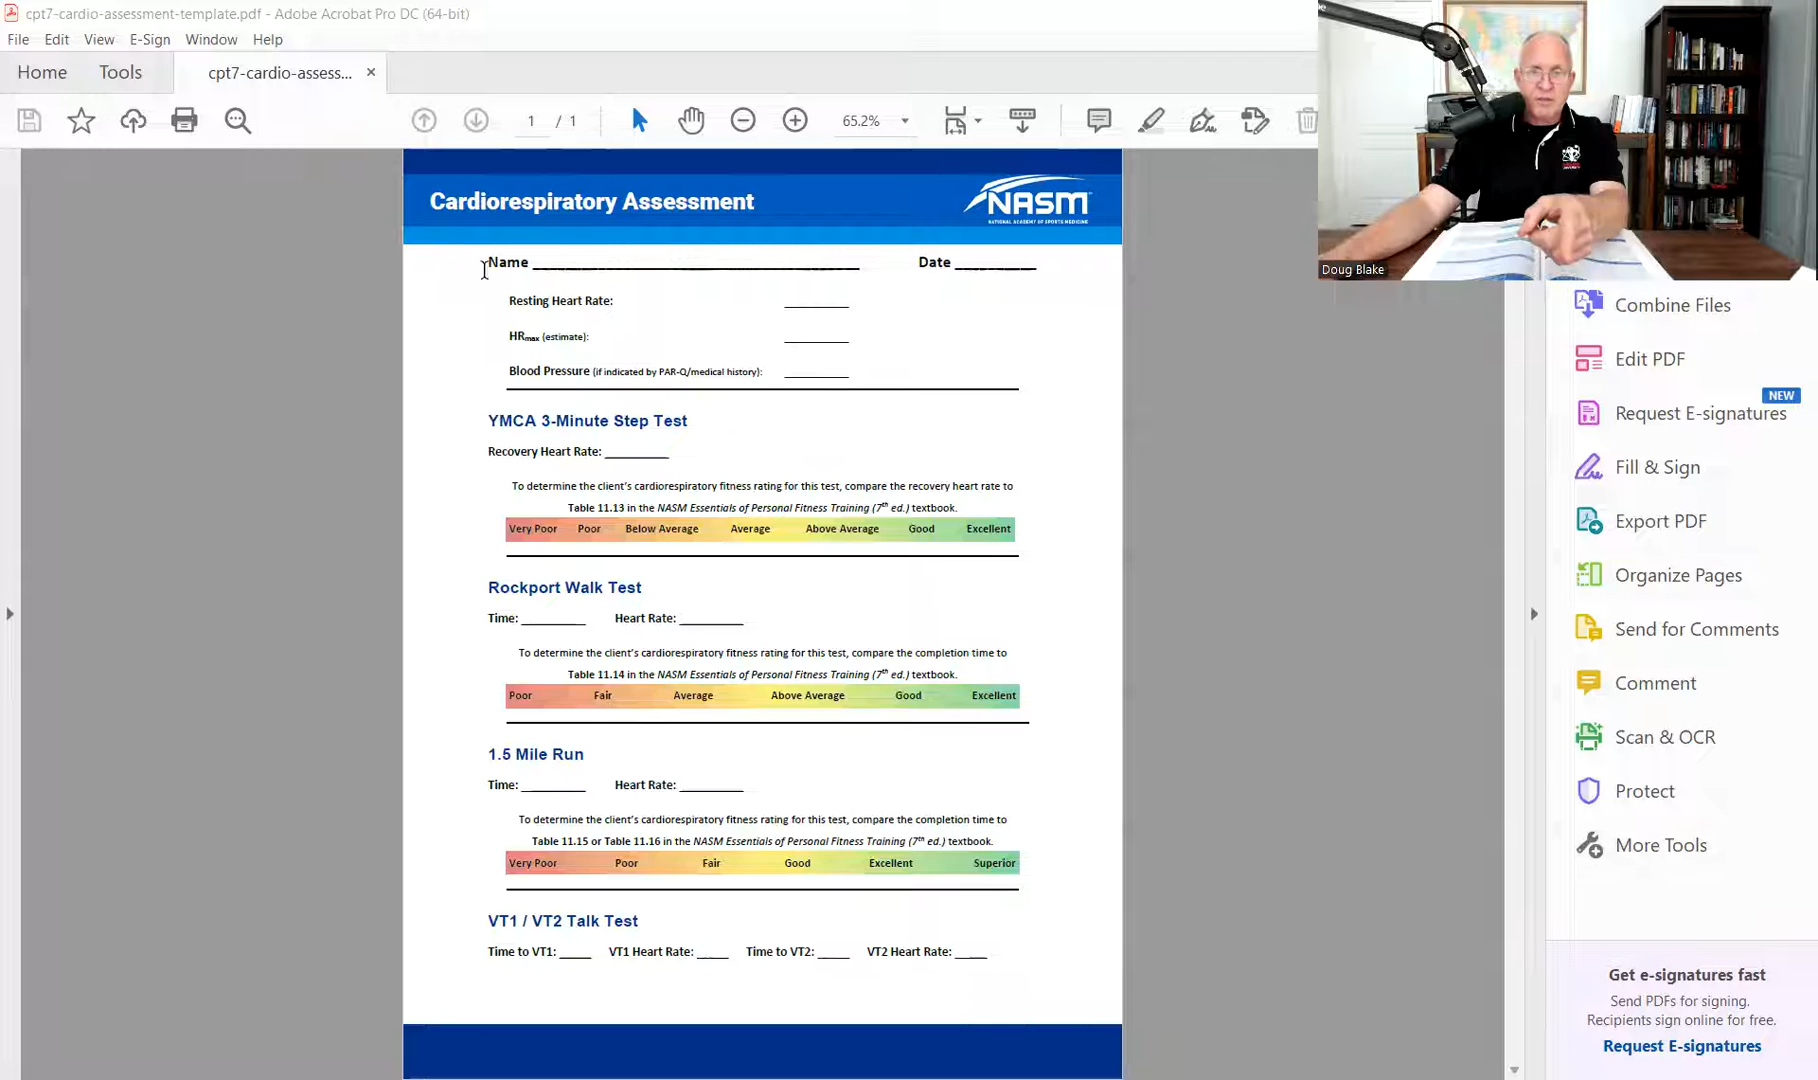 cpt7-cardio-assessment-template.pdf - Adobe Acrobat Pro DC (64-bit)
File Edit View E-Sign Window Help
Home Tools cpt7-cardio-assess... ×
1 / 1 65.2%
Doug Blake
Cardiorespiratory Assessment
NASM
NATIONAL ACADEMY OF SPORTS MEDICINE
Name Date
Resting Heart Rate:
HRmax (estimate):
Blood Pressure (if indicated by PAR-Q/medical history):
YMCA 3-Minute Step Test
Recovery Heart Rate:
To determine the client's cardiorespiratory fitness rating for this test, compare the recovery heart rate to
Table 11.13 in the NASM Essentials of Personal Fitness Training (7th ed.) textbook.
Very Poor Poor Below Average Average Above Average Good Excellent
Rockport Walk Test
Time: Heart Rate:
To determine the client's cardiorespiratory fitness rating for this test, compare the completion time to
Table 11.14 in the NASM Essentials of Personal Fitness Training (7th ed.) textbook.
Poor Fair Average Above Average Good Excellent
1.5 Mile Run
Time: Heart Rate:
To determine the client's cardiorespiratory fitness rating for this test, compare the completion time to
Table 11.15 or Table 11.16 in the NASM Essentials of Personal Fitness Training (7th ed.) textbook.
Very Poor Poor Fair Good Excellent Superior
VT1 / VT2 Talk Test
Time to VT1: VT1 Heart Rate: Time to VT2: VT2 Heart Rate:
Combine Files
Edit PDF
NEW
Request E-signatures
Fill & Sign
Export PDF
Organize Pages
Send for Comments
Comment
Scan & OCR
Protect
More Tools
Get e-signatures fast
Send PDFs for signing.
Recipients sign online for free.
Request E-signatures